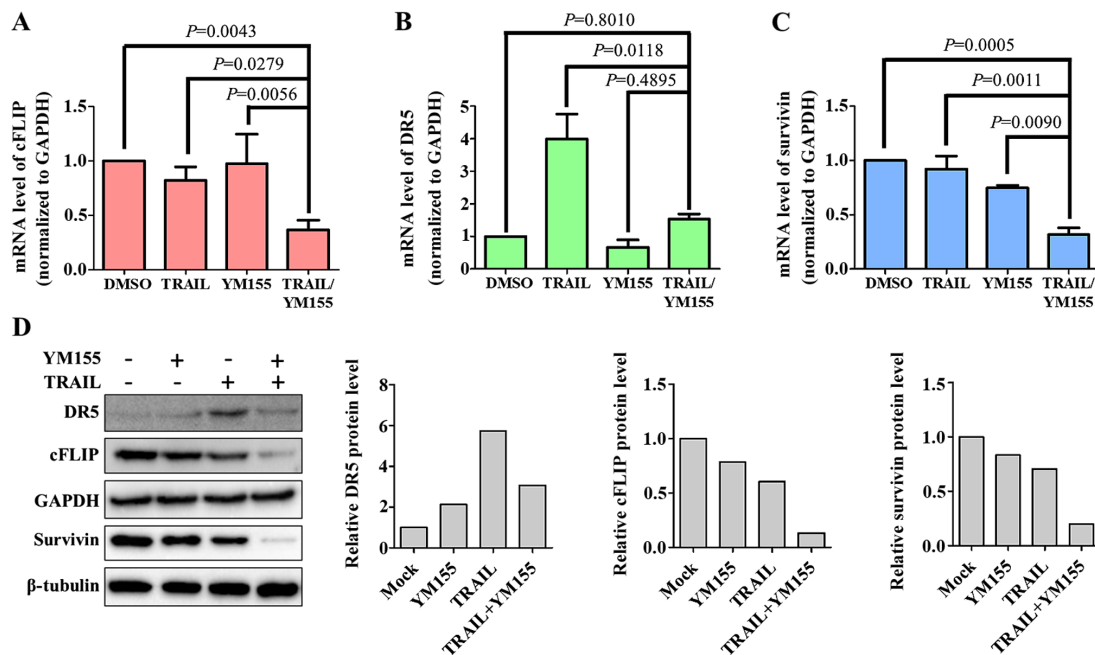 A
P=0.0043
P=0.0279
P=0.0056
mRNA level of cFLIP
(normalized to GAPDH)
1.5
1.0
0.5
0.0
DMSO TRAIL YM155 TRAIL/
YM155
B
P=0.8010
P=0.0118
P=0.4895
mRNA level of DR5
(normalized to GAPDH)
5
4
3
2
1
0
DMSO TRAIL YM155 TRAIL/
YM155
C
P=0.0005
P=0.0011
P=0.0090
mRNA level of survivin
(normalized to GAPDH)
1.5
1.0
0.5
0.0
DMSO TRAIL YM155 TRAIL/
YM155
D
YM155 - + - +
TRAIL - - + +
DR5
cFLIP
GAPDH
Survivin
β-tubulin
Relative DR5 protein level
8
6
4
2
0
Mock
YM155
TRAIL
TRAIL+YM155
Relative cFLIP protein level
1.5
1.0
0.5
0.0
Mock
YM155
TRAIL
TRAIL+YM155
Relative survivin protein level
1.5
1.0
0.5
0.0
Mock
YM155
TRAIL
TRAIL+YM155